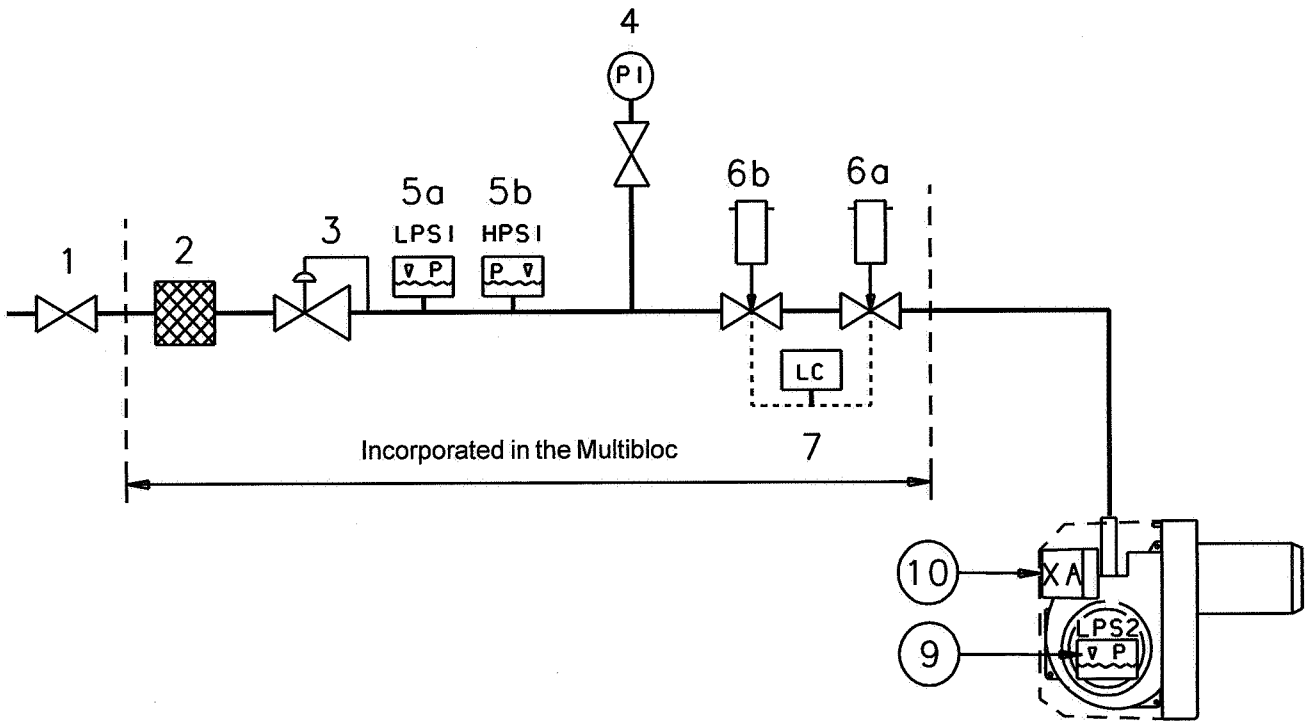 4
PI
6b
6a
5a
5b
LPS1
HPS1
3
2
1
P
P
LC
7
Incorporated in the Multibloc
10
XA
LPS2
9
P